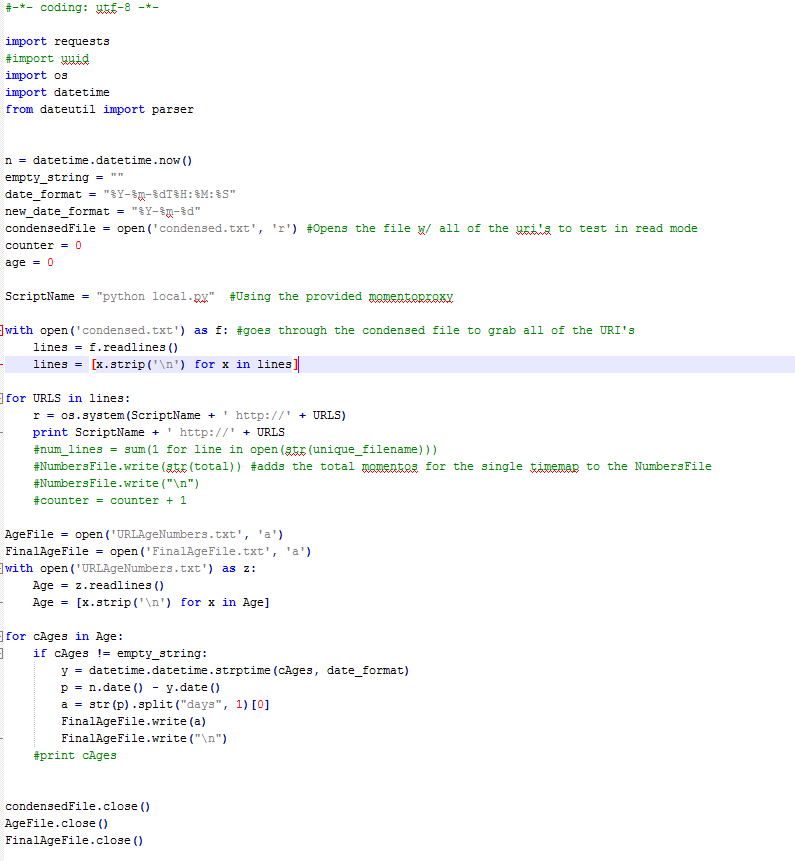 #-*- coding: utf-8 -*-
import requests
#import uuid
import os
import datetime
from dateutil import parser
n = datetime.datetime.now()
empty_string = ""
date_format = "%Y-%m-%dT%H:%M:%S"
new_date_format = "%Y-%m-%d"
condensedFile = open('condensed.txt', 'r') #Opens the file w/ all of the uri's to test in read mode
counter = 0
age = 0
ScriptName = "python local.py"  #Using the provided momentoproxy
with open('condensed.txt') as f: #goes through the condensed file to grab all of the URI's
    lines = f.readlines()
    lines = [x.strip('\n') for x in lines]
for URLS in lines:
    r = os.system(ScriptName + ' http://' + URLS)
    print ScriptName + ' http://' + URLS
    #num_lines = sum(1 for line in open(str(unique_filename)))
    #NumbersFile.write(str(total)) #adds the total momentos for the single timemap to the NumbersFile
    #NumbersFile.write("\n")
    #counter = counter + 1
AgeFile = open('URLAgeNumbers.txt', 'a')
FinalAgeFile = open('FinalAgeFile.txt', 'a')
with open('URLAgeNumbers.txt') as z:
    Age = z.readlines()
    Age = [x.strip('\n') for x in Age]
for cAges in Age:
    if cAges != empty_string:
        y = datetime.datetime.strptime(cAges, date_format)
        p = n.date() - y.date()
        a = str(p).split("days", 1)[0]
        FinalAgeFile.write(a)
        FinalAgeFile.write("\n")
    #print cAges
condensedFile.close()
AgeFile.close()
FinalAgeFile.close()